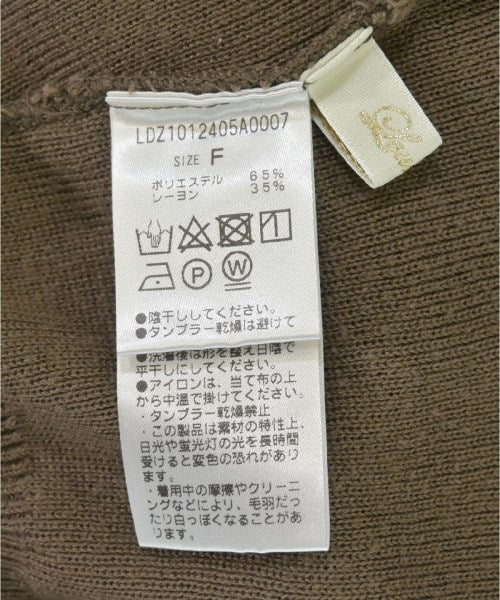 LDZ1012405A0007
SIZE F
ポリエステル 65%
レーヨン 35%
P
W
●陰干ししてください。
●タンブラー乾燥は避けて
●洗濯後は形を整え日陰で
平干しにしてください。
●アイロンは、当て布の上
から中温で掛けてください。
・タンブラー乾燥禁止
・この製品は素材の特性上、
日光や蛍光灯の光を長時間
受けると変色の恐れがあり
ます。
・着用中の摩擦やクリーニ
ングなどにより、毛羽だっ
たり白っぽくなることがあ
ります。